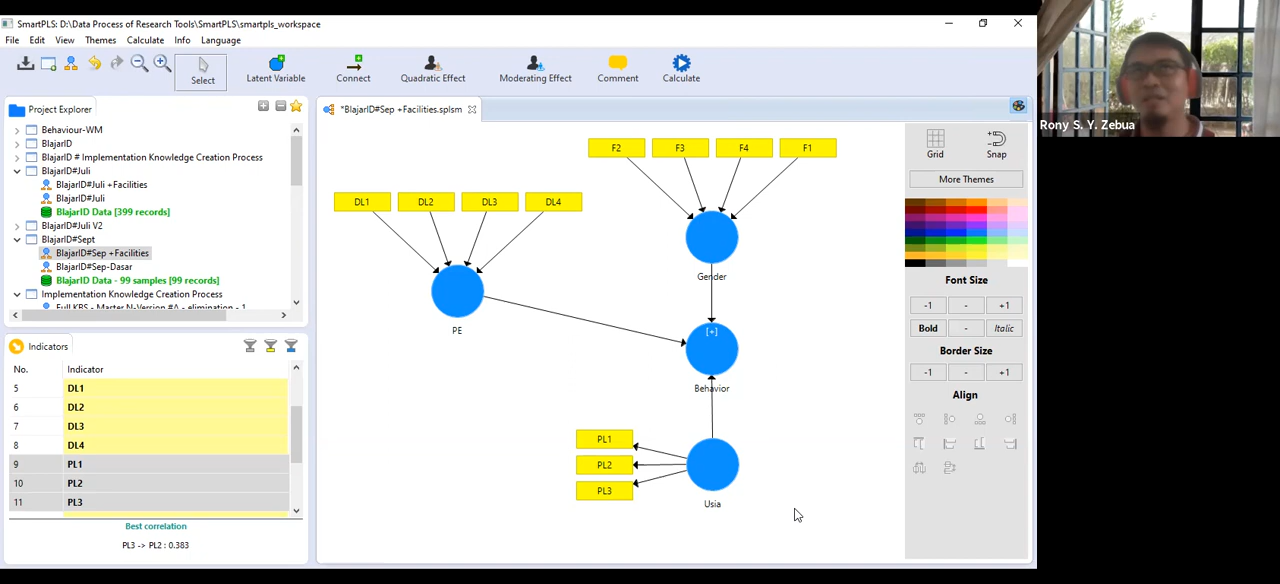 SmartPLS: D:\Data Process of Research Tools\SmartPLS\smartpls_workspace
File Edit View Themes Calculate Info Language
Select
Latent Variable
Connect
Quadratic Effect
Moderating Effect
Comment
Calculate
Project Explorer
Behaviour-WM
BlajarID
BlajarID # Implementation Knowledge Creation Process
BlajarID#Juli
BlajarID#Juli +Facilities
BlajarID#Juli
BlajarID Data [399 records]
BlajarID#Juli V2
BlajarID#Sept
BlajarID#Sep +Facilities
BlajarID#Sep-Dasar
BlajarID Data - 99 samples [99 records]
Implementation Knowledge Creation Process
Full KBS - Master N-Version #A - elimination - 1
Indicators
No. Indicator
5 DL1
6 DL2
7 DL3
8 DL4
9 PL1
10 PL2
11 PL3
Best correlation
PL3 -> PL2 : 0.383
*BlajarID#Sep +Facilities.splsm
F2 F3 F4 F1
DL1 DL2 DL3 DL4
Gender
PE
[+]
Behavior
PL1
PL2
PL3
Usia
Grid Snap
More Themes
Font Size
-1 - +1
Bold - Italic
Border Size
-1 - +1
Align
Rony S. Y. Zebua